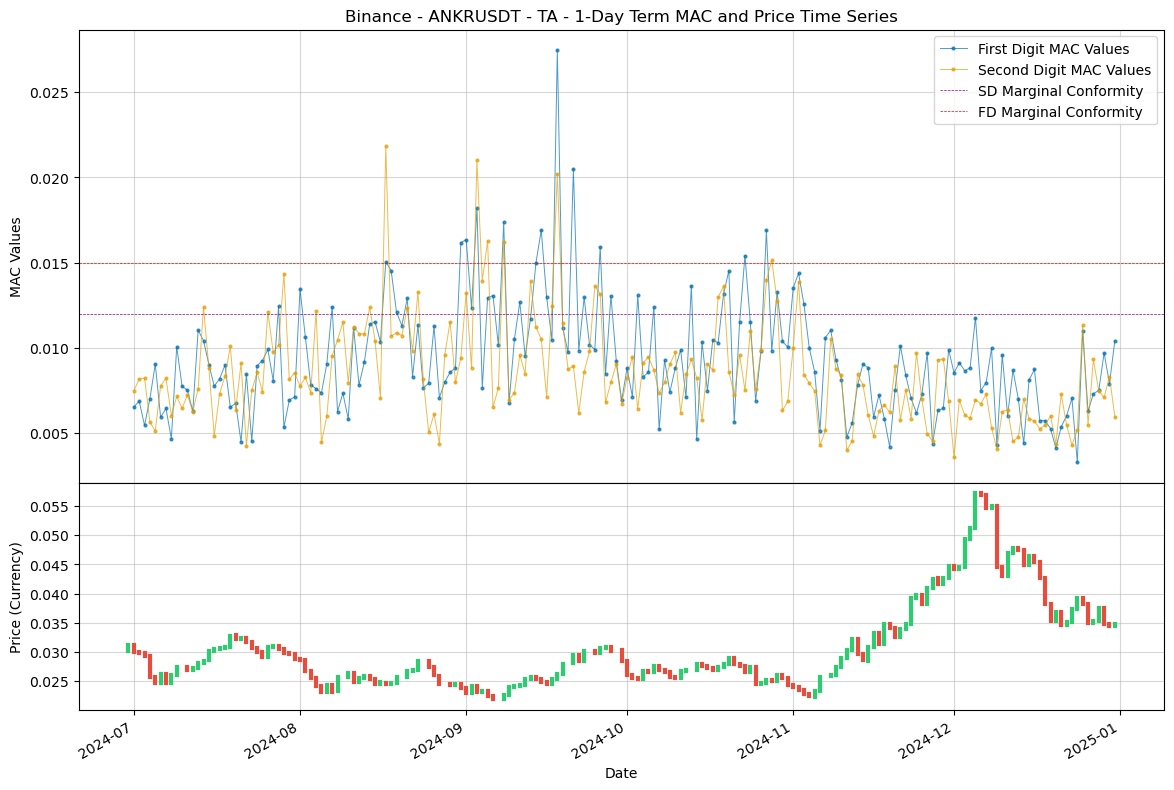 Binance - ANKRUSDT - TA - 1-Day Term MAC and Price Time Series
First Digit MAC Values
Second Digit MAC Values
SD Marginal Conformity
FD Marginal Conformity
MAC Values
0.025
0.020
0.015
0.010
0.005
Price (Currency)
0.055
0.050
0.045
0.040
0.035
0.030
0.025
2024-07
2024-08
2024-09
2024-10
2024-11
2024-12
2025-01
Date